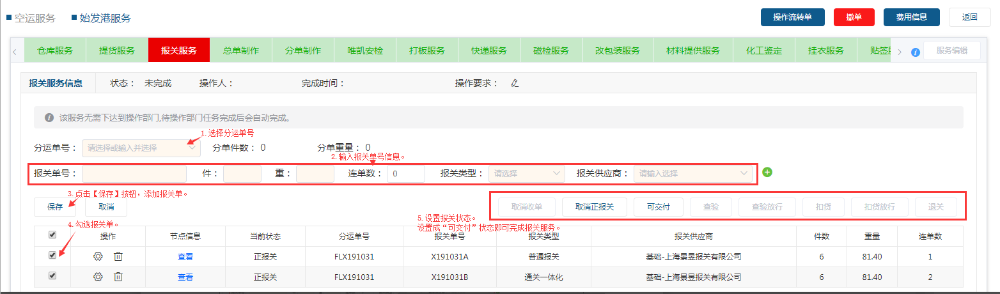 空运服务 始发港服务 操作流转单 撤单 费用信息 返回
仓库服务 提货服务 报关服务 总单制作 分单制作 唯凯安检 打板服务 快递服务 磁检服务 改包装服务 材料提供服务 化工鉴定 挂衣服务 贴签 服务编辑
报关服务信息 状态： 未完成 操作人： 完成时间： 操作要求：
该服务无需下达到操作部门,待操作部门任务完成后会自动完成。
1. 选择分运单号
分运单号： 请选择或输入并选择 分单件数： 0 分单重量： 0
2. 输入报关单号信息。
报关单号： 件： 重： 连单数： 0 报关类型： 请选择 报关供应商： 请输入选择
3. 点击【保存】按钮，添加报关单。
保存 取消 取消收单 取消正报关 可交付 查验 查验放行 扣货 扣货放行 退关
4. 勾选报关单。
5. 设置报关状态。
设置成“可交付”状态即可完成报关服务。
操作 节点信息 当前状态 分运单号 报关单号 报关类型 报关供应商 件数 重量 连单数
查看 正报关 FLX191031 X191031A 普通报关 基础-上海景昱报关有限公司 6 81.40 1
查看 正报关 FLX191031 X191031B 通关一体化 基础-上海景昱报关有限公司 6 81.40 2